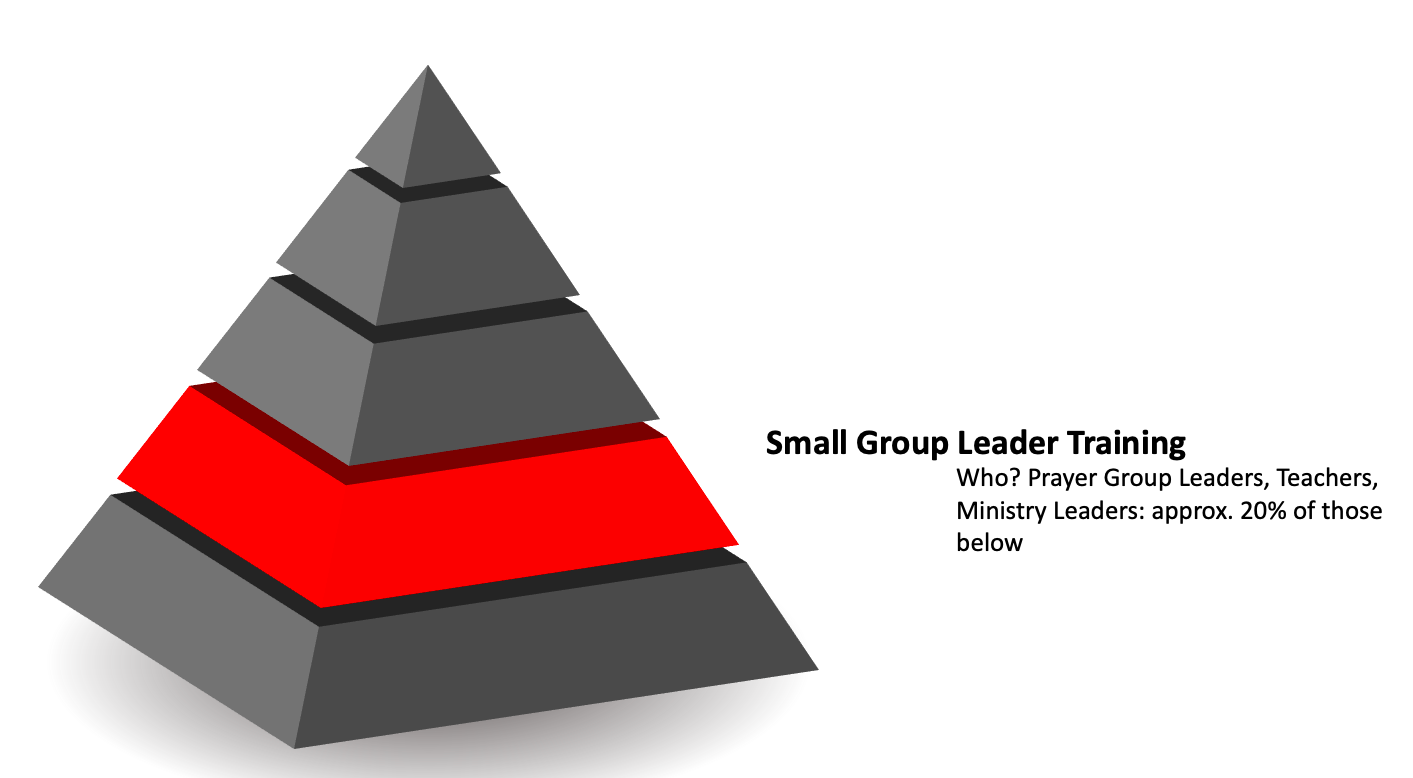 Small Group Leader Training
Who? Prayer Group Leaders, Teachers,
Ministry Leaders: approx. 20% of those
below